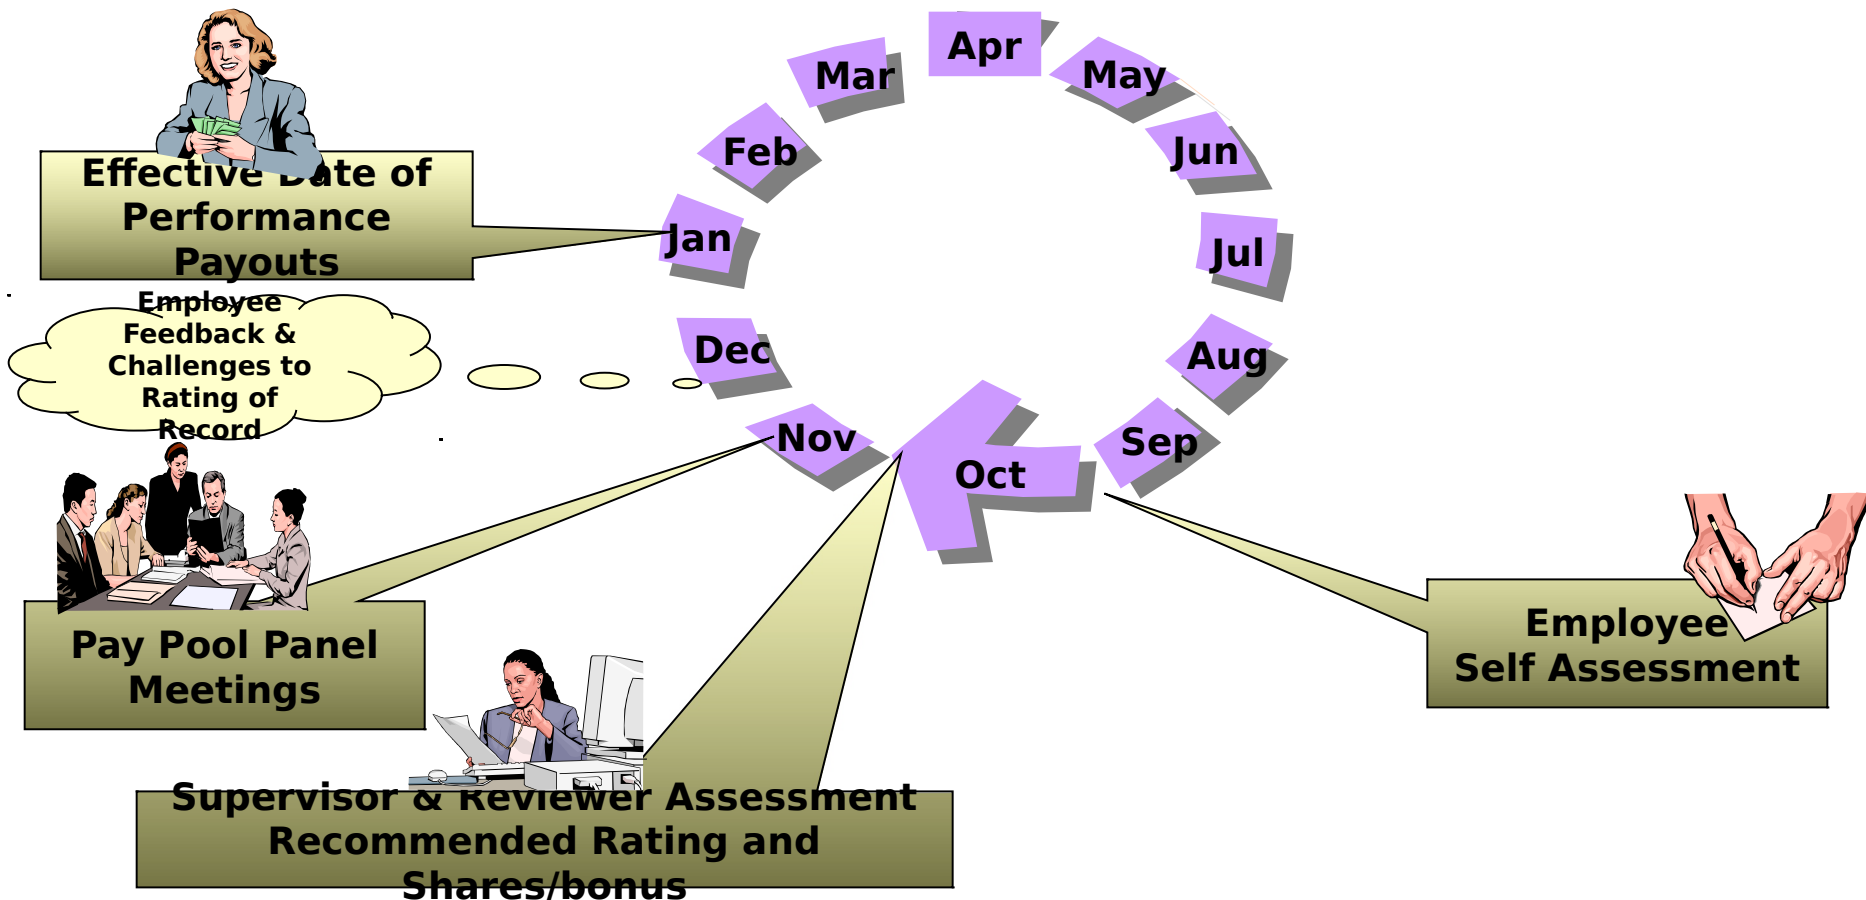 Apr
Mar
May
Feb
Jun
Jan
Jul
Dec
Aug
Nov
Sep
Oct
Effective Date of
Performance
Payouts
Employee
Feedback &
Challenges to
Rating of
Record
Pay Pool Panel
Meetings
Supervisor & Reviewer Assessment
Recommended Rating and
Shares/bonus
Employee
Self Assessment